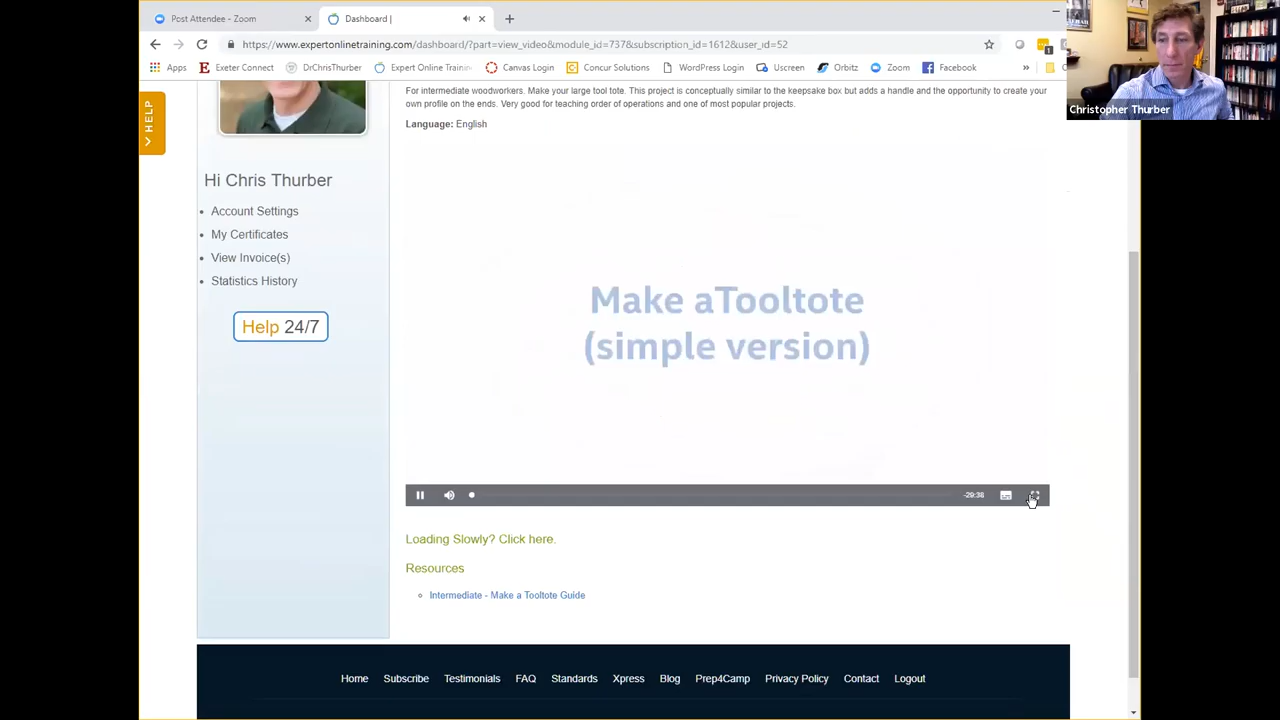 Post Attendee - Zoom
Dashboard |
https://www.expertonlinetraining.com/dashboard/?part=view_video&module_id=737&subscription_id=1612&user_id=52
Apps
Exeter Connect
DrChrisThurber
Expert Online Traini
Canvas Login
Concur Solutions
WordPress Login
Uscreen
Orbitz
Zoom
Facebook
»
Christopher Thurber
HELP
For intermediate woodworkers. Make your large tool tote. This project is conceptually similar to the keepsake box but adds a handle and the opportunity to create your
own profile on the ends. Very good for teaching order of operations and one of most popular projects.
Language: English
Hi Chris Thurber
Account Settings
My Certificates
View Invoice(s)
Statistics History
Help 24/7
Make aTooltote
(simple version)
-29:38
Loading Slowly? Click here.
Resources
Intermediate - Make a Tooltote Guide
Home
Subscribe
Testimonials
FAQ
Standards
Xpress
Blog
Prep4Camp
Privacy Policy
Contact
Logout